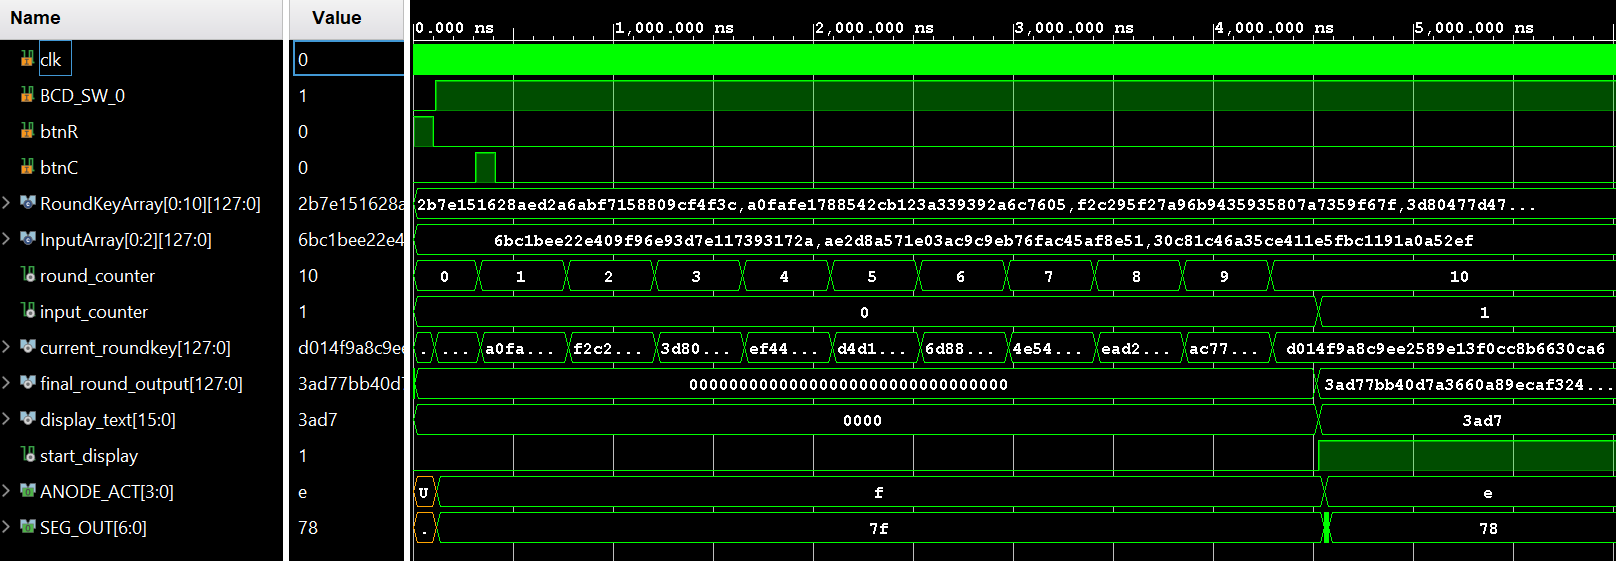 Name Value
0.000 ns 1,000.000 ns 2,000.000 ns 3,000.000 ns 4,000.000 ns 5,000.000 ns
clk 0
BCD_SW_0 1
btnR 0
btnC 0
RoundKeyArray[0:10][127:0] 2b7e151628a 2b7e151628aed2a6abf7158809cf4f3c,a0fafe1788542cb123a339392a6c7605,f2c295f27a96b9435935807a7359f67f,3d80477d47...
InputArray[0:2][127:0] 6bc1bee22e4 6bc1bee22e409f96e93d7e117393172a,ae2d8a571e03ac9c9eb76fac45af8e51,30c81c46a35ce411e5fbc1191a0a52ef
round_counter 10 0 1 2 3 4 5 6 7 8 9 10
input_counter 1 0 1
current_roundkey[127:0] d014f9a8c9ee . ... a0fa... f2c2... 3d80... ef44... d4d1... 6d88... 4e54... ead2... ac77... d014f9a8c9ee2589e13f0cc8b6630ca6
final_round_output[127:0] 3ad77bb40d7 00000000000000000000000000000000 3ad77bb40d7a3660a89ecaf324...
display_text[15:0] 3ad7 0000 3ad7
start_display 1
ANODE_ACT[3:0] e U f e
SEG_OUT[6:0] 78 . 7f 78